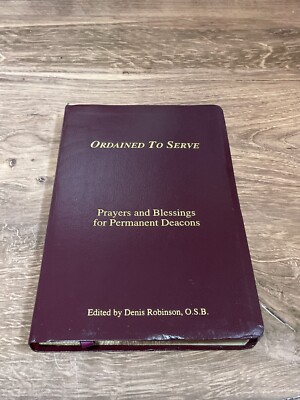 Ordained To Serve
Prayers and Blessings
for Permanent Deacons
Edited by Denis Robinson, O.S.B.